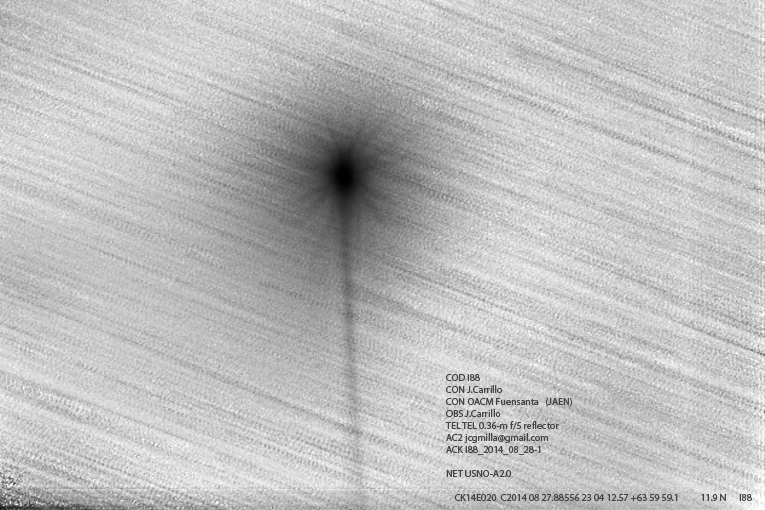 COD I88
CON J.Carrillo
CON OACM Fuensanta (JAEN)
OBS J.Carrillo
TEL TEL 0.36-m f/5 reflector
AC2 jcgmilla@gmail.com
ACK I88_2014_08_28-1
NET USNO-A2.0
CK14E020 C2014 08 27.88556 23 04 12.57 +63 59 59.1 11.9 N I88